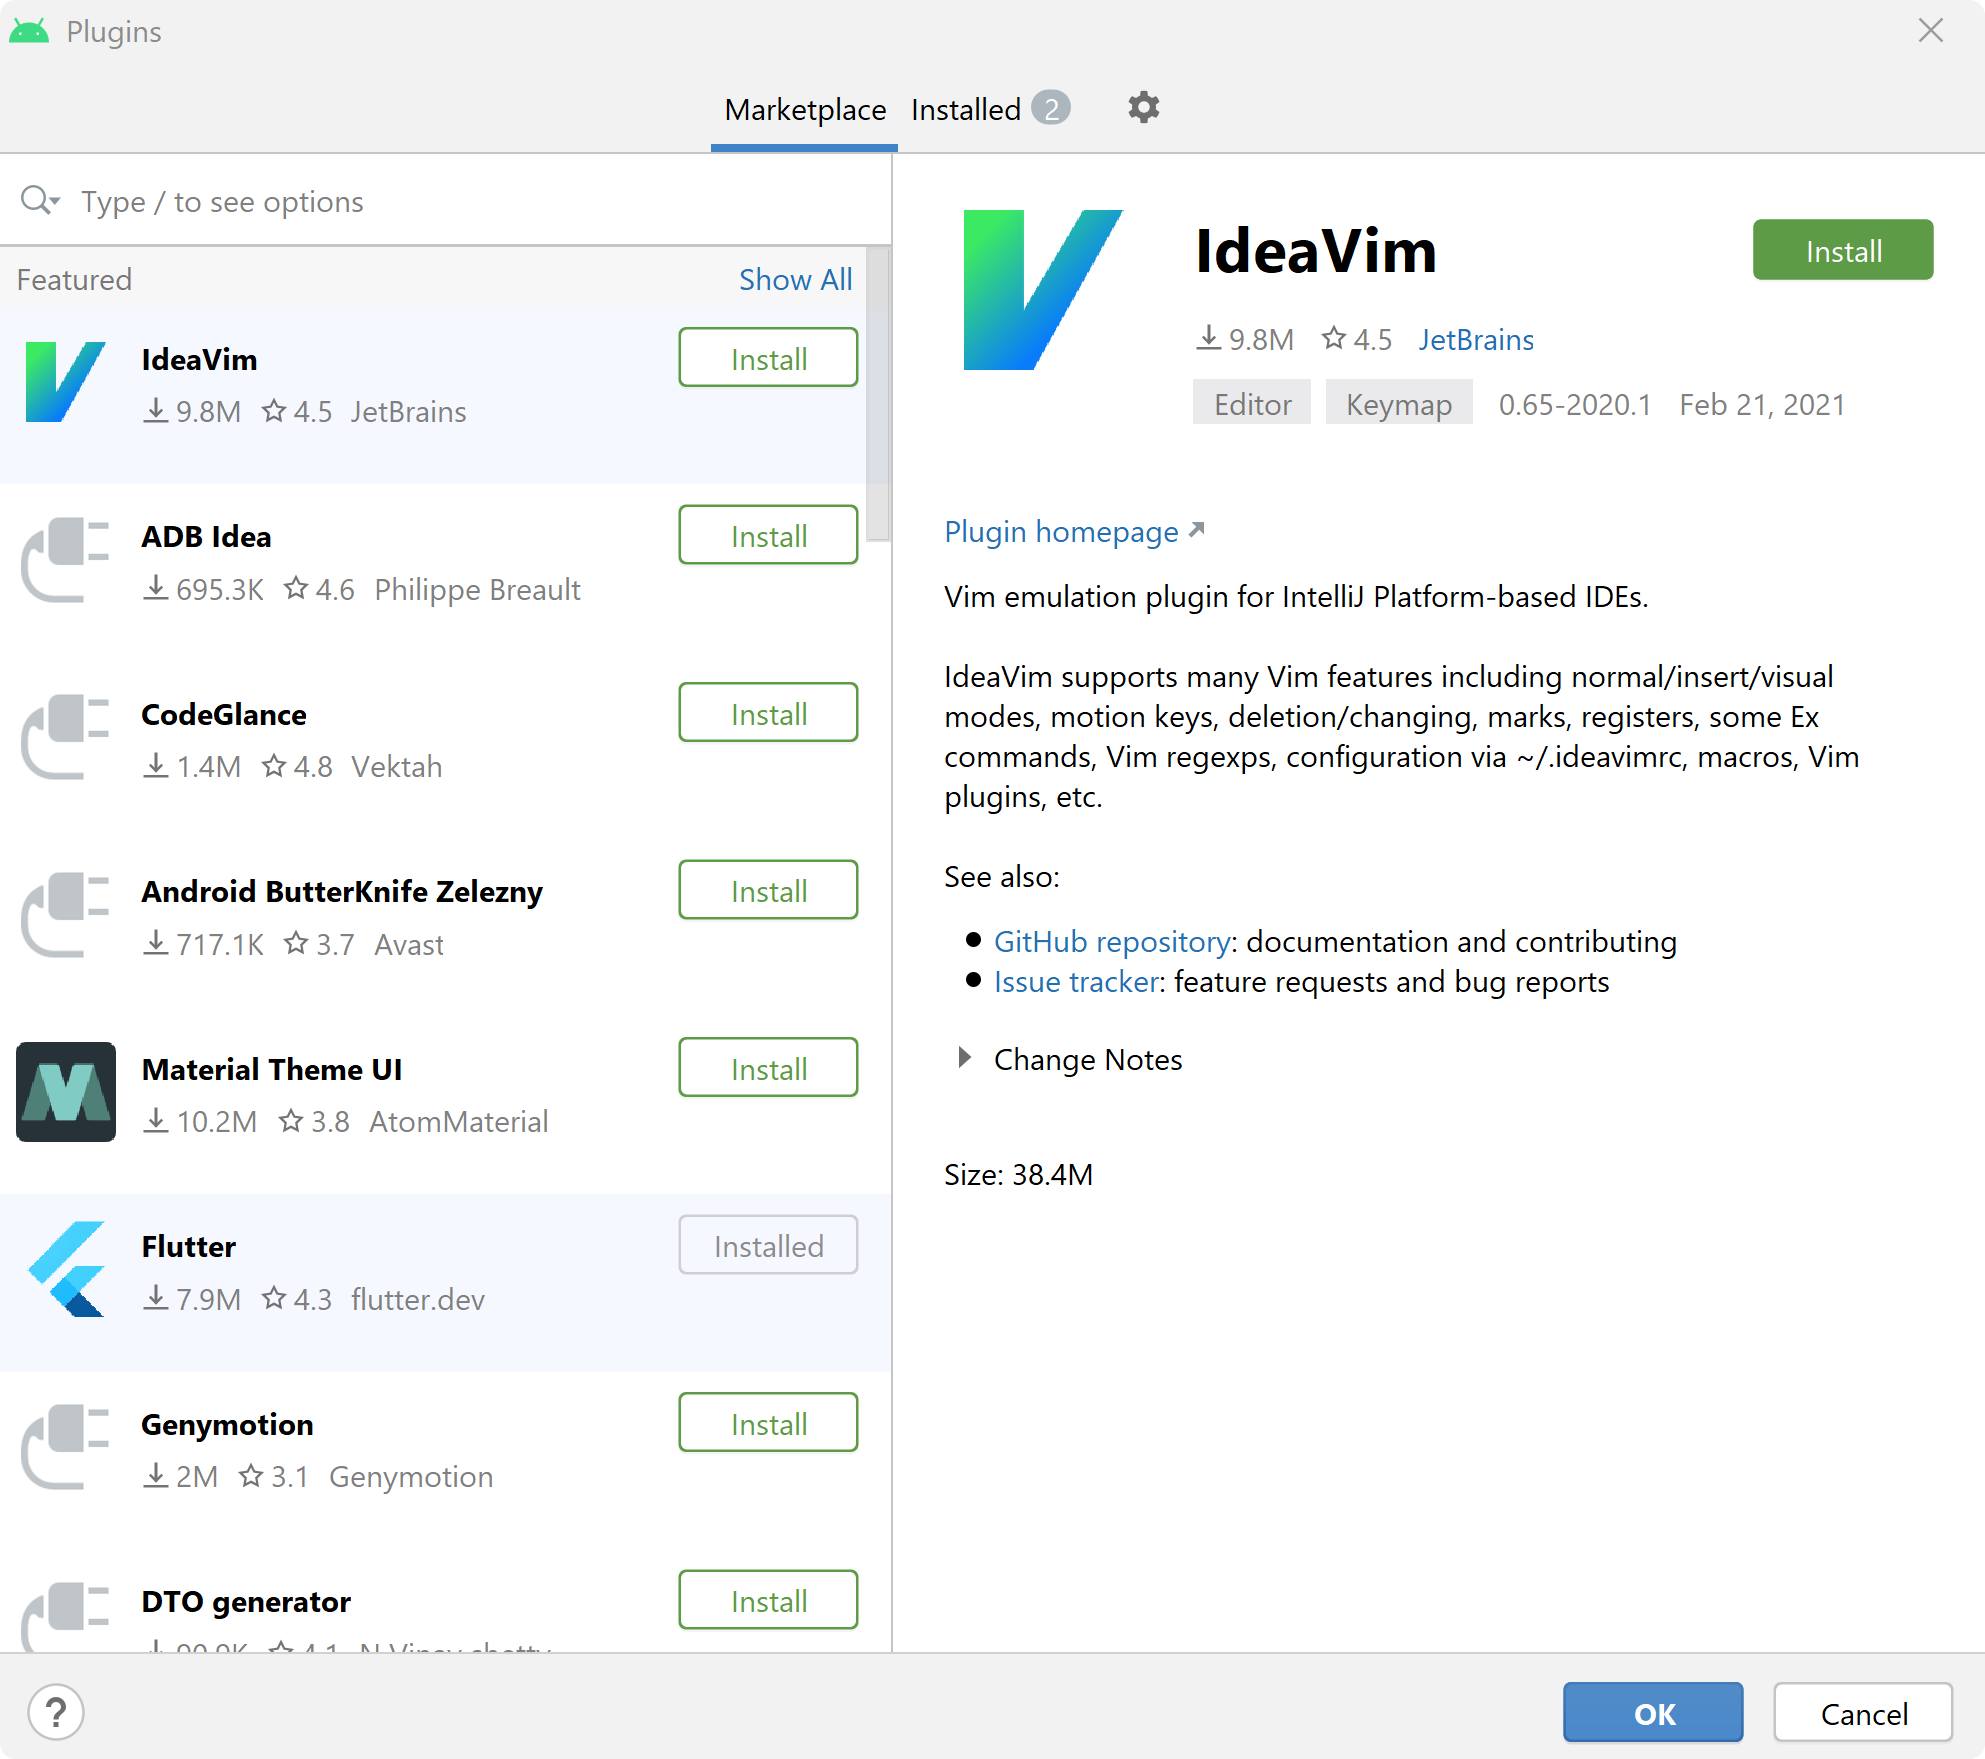 Plugins
Marketplace Installed 2
Type / to see options
Featured Show All
IdeaVim Install
9.8M 4.5 JetBrains
ADB Idea Install
695.3K 4.6 Philippe Breault
CodeGlance Install
1.4M 4.8 Vektah
Android ButterKnife Zelezny Install
717.1K 3.7 Avast
Material Theme UI Install
10.2M 3.8 AtomMaterial
Flutter Installed
7.9M 4.3 flutter.dev
Genymotion Install
2M 3.1 Genymotion
DTO generator Install
IdeaVim Install
9.8M 4.5 JetBrains
Editor Keymap 0.65-2020.1 Feb 21, 2021
Plugin homepage
Vim emulation plugin for IntelliJ Platform-based IDEs.
IdeaVim supports many Vim features including normal/insert/visual
modes, motion keys, deletion/changing, marks, registers, some Ex
commands, Vim regexps, configuration via ~/.ideavimrc, macros, Vim
plugins, etc.
See also:
GitHub repository: documentation and contributing
Issue tracker: feature requests and bug reports
Change Notes
Size: 38.4M
? OK Cancel